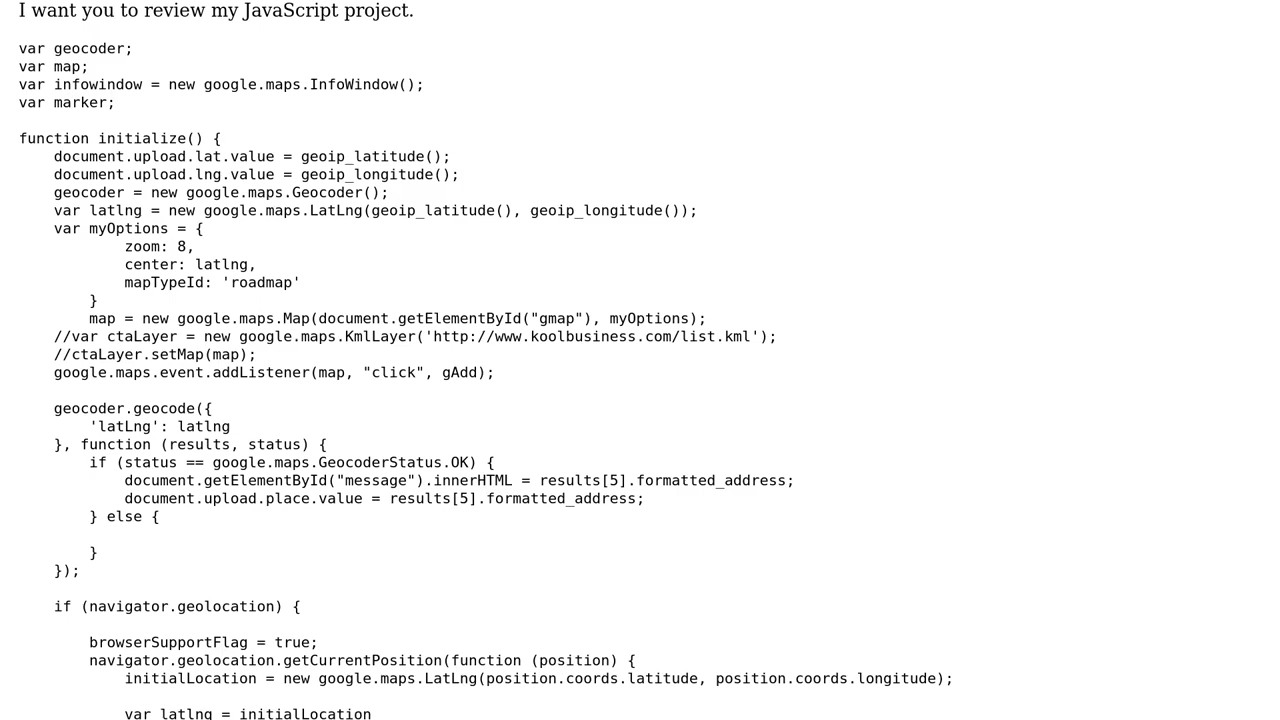 I want you to review my JavaScript project.
var geocoder;
var map;
var infowindow = new google.maps.InfoWindow();
var marker;
function initialize() {
    document.upload.lat.value = geoip_latitude();
    document.upload.lng.value = geoip_longitude();
    geocoder = new google.maps.Geocoder();
    var latlng = new google.maps.LatLng(geoip_latitude(), geoip_longitude());
    var myOptions = {
            zoom: 8,
            center: latlng,
            mapTypeId: 'roadmap'
        }
        map = new google.maps.Map(document.getElementById("gmap"), myOptions);
    //var ctaLayer = new google.maps.KmlLayer('http://www.koolbusiness.com/list.kml');
    //ctaLayer.setMap(map);
    google.maps.event.addListener(map, "click", gAdd);
    geocoder.geocode({
        'latLng': latlng
    }, function (results, status) {
        if (status == google.maps.GeocoderStatus.OK) {
            document.getElementById("message").innerHTML = results[5].formatted_address;
            document.upload.place.value = results[5].formatted_address;
        } else {
        }
    });
    if (navigator.geolocation) {
        browserSupportFlag = true;
        navigator.geolocation.getCurrentPosition(function (position) {
            initialLocation = new google.maps.LatLng(position.coords.latitude, position.coords.longitude);
            var latlng = initialLocation